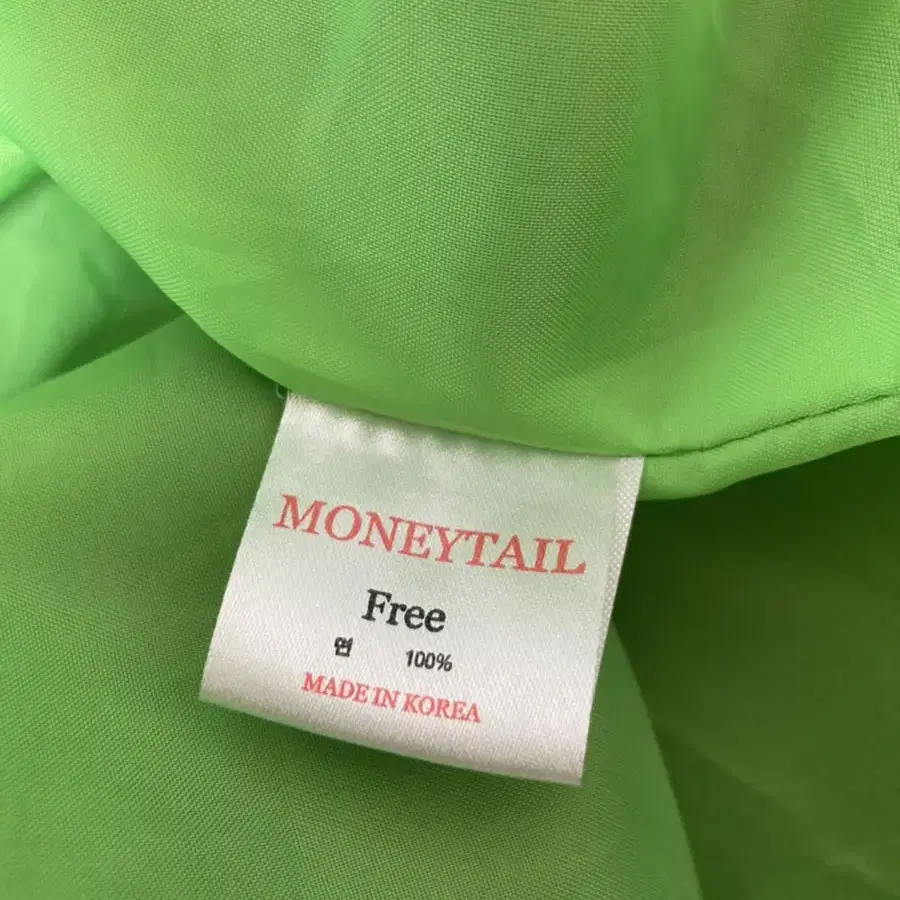 MONEYTAIL
Free
면 100%
MADE IN KOREA